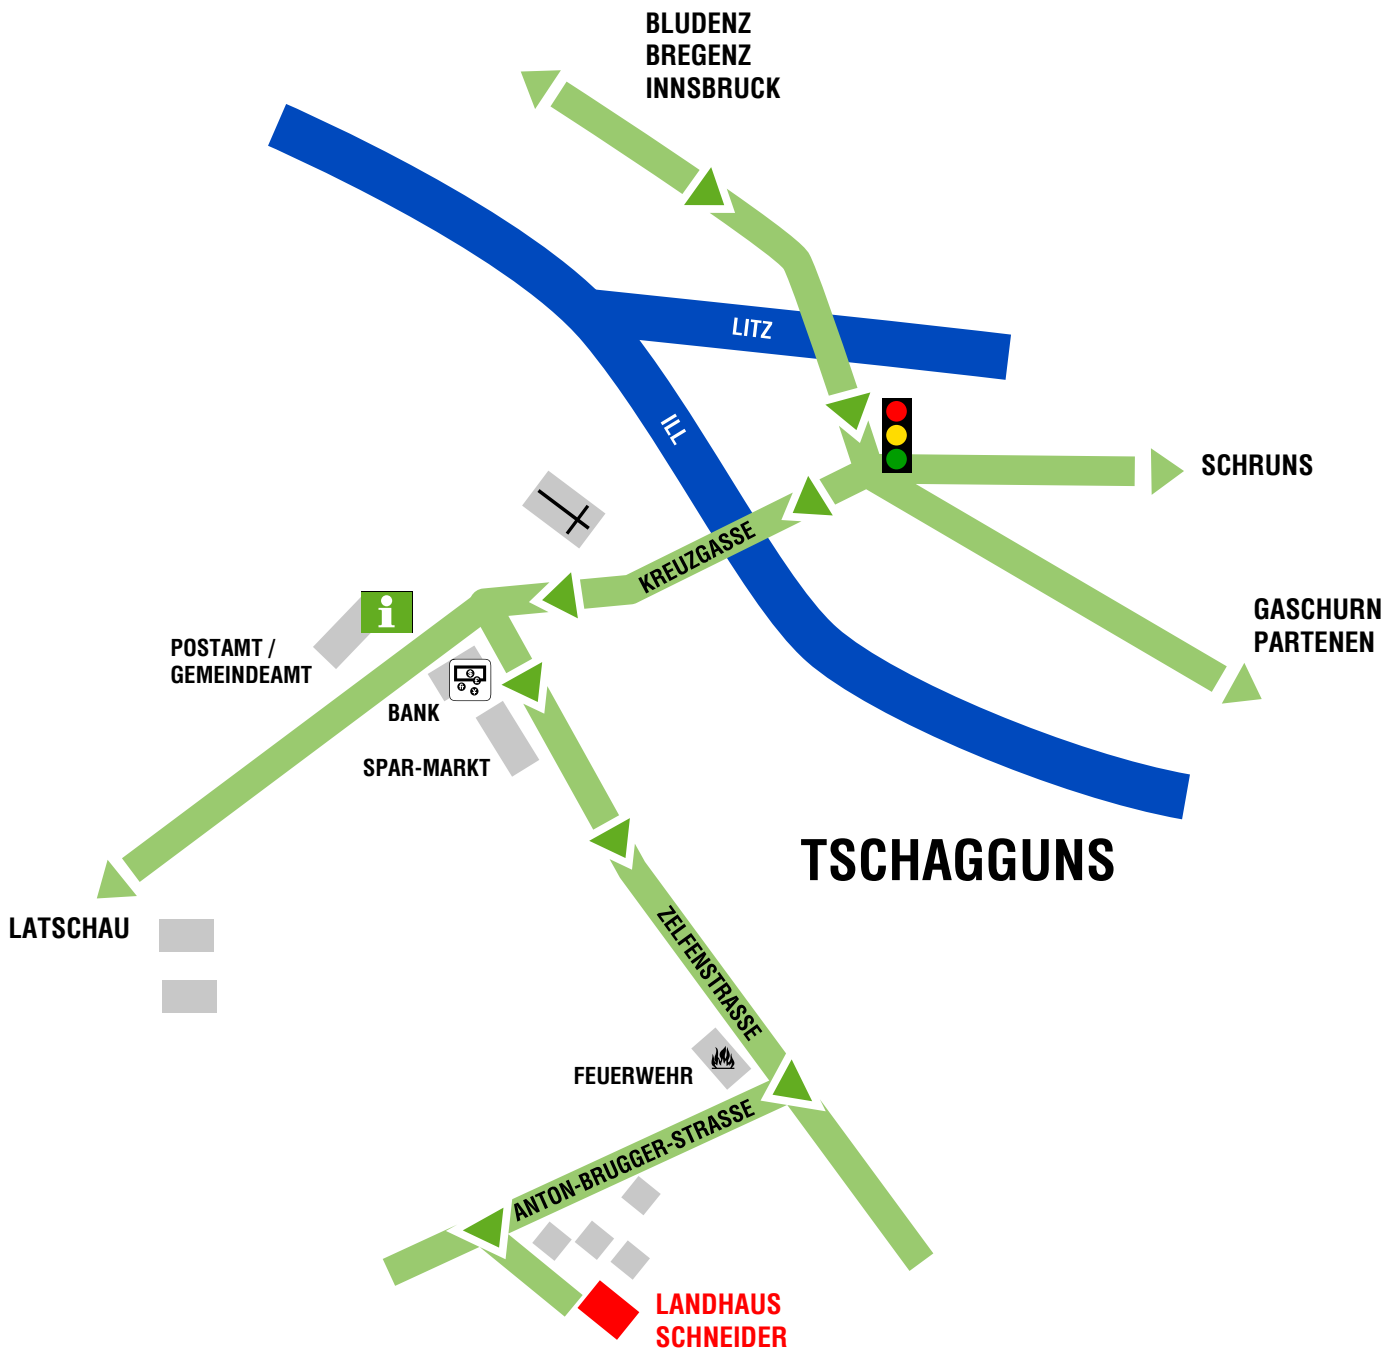 BLUDENZ
BREGENZ
INNSBRUCK
LITZ
ILL
SCHRUNS
KREUZGASSE
GASCHURN
PARTENEN
POSTAMT /
GEMEINDEAMT
i
BANK
SPAR-MARKT
TSCHAGGUNS
LATSCHAU
ZELFENSTRASSE
FEUERWEHR
ANTON-BRUGGER-STRASSE
LANDHAUS
SCHNEIDER